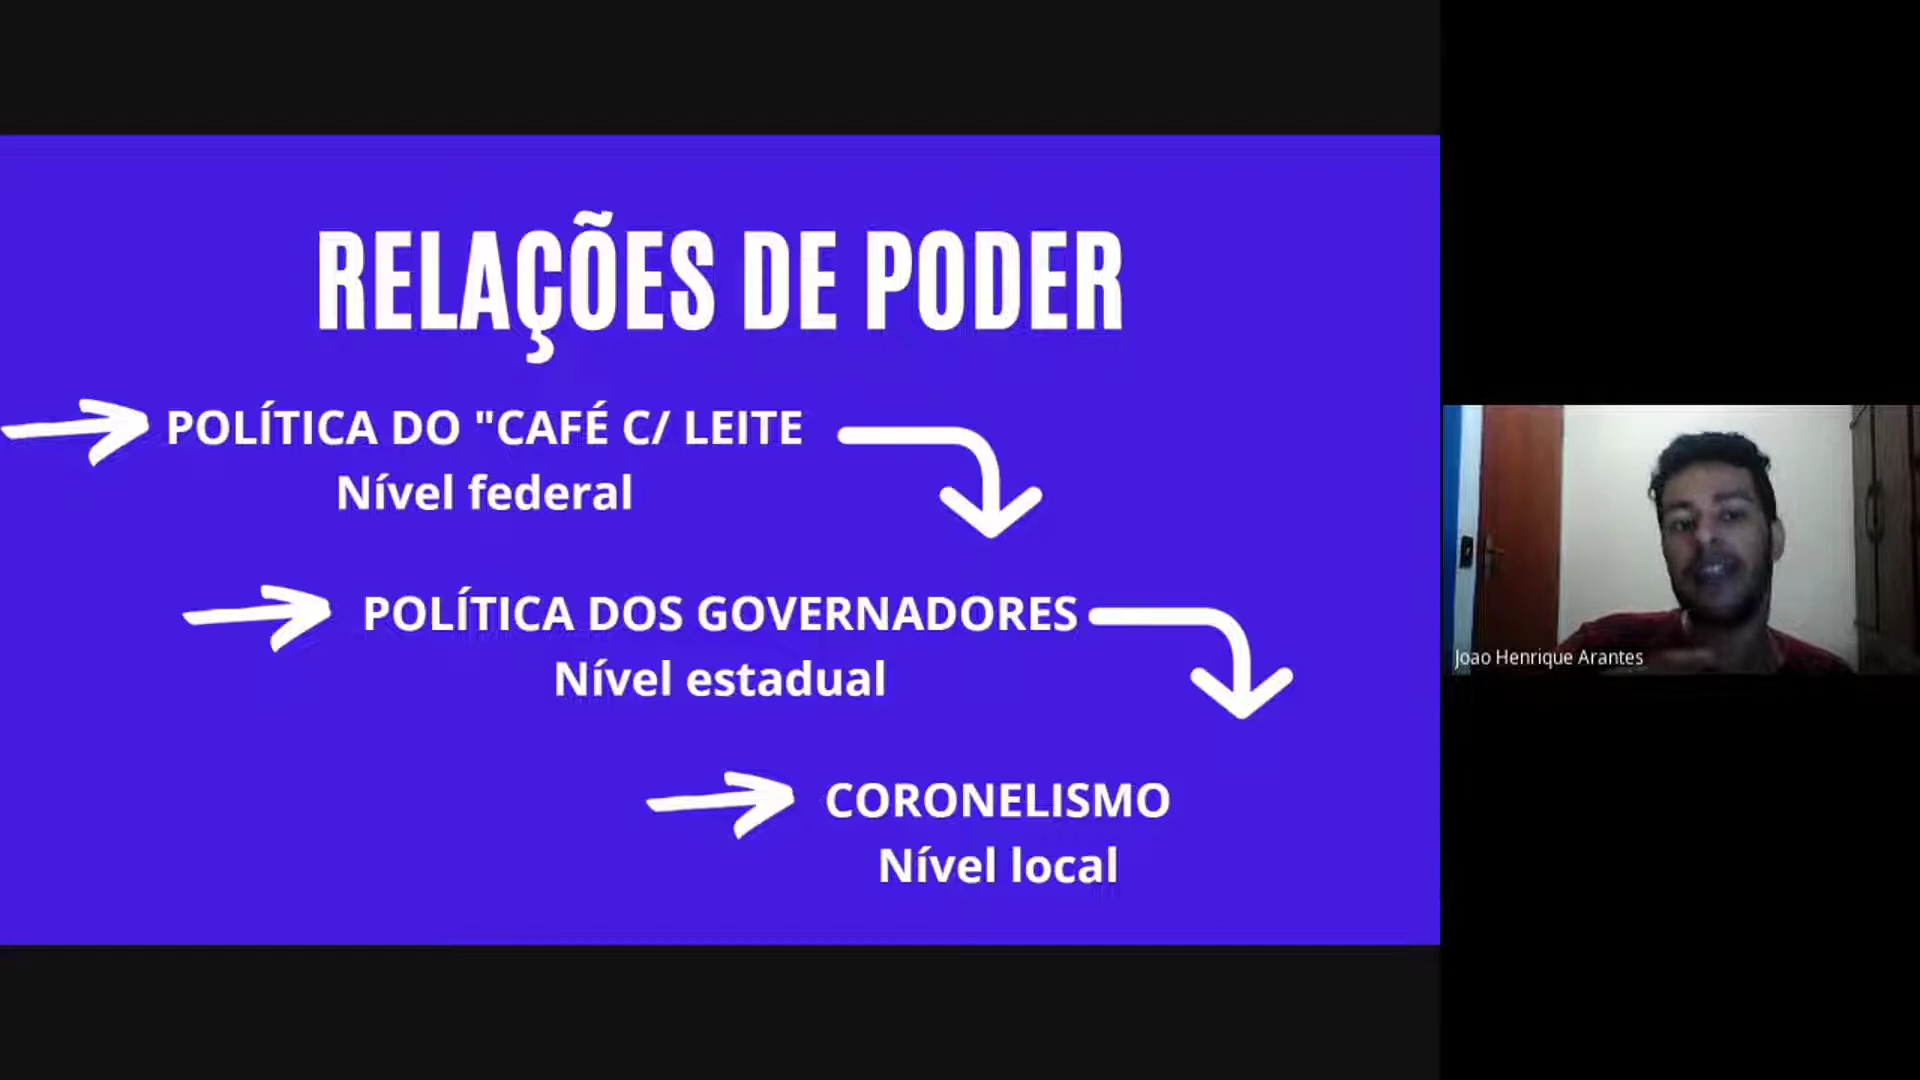 RELAÇÕES DE PODER
POLÍTICA DO "CAFÉ C/ LEITE
Nível federal
POLÍTICA DOS GOVERNADORES
Nível estadual
CORONELISMO
Nível local
Joao Henrique Arantes